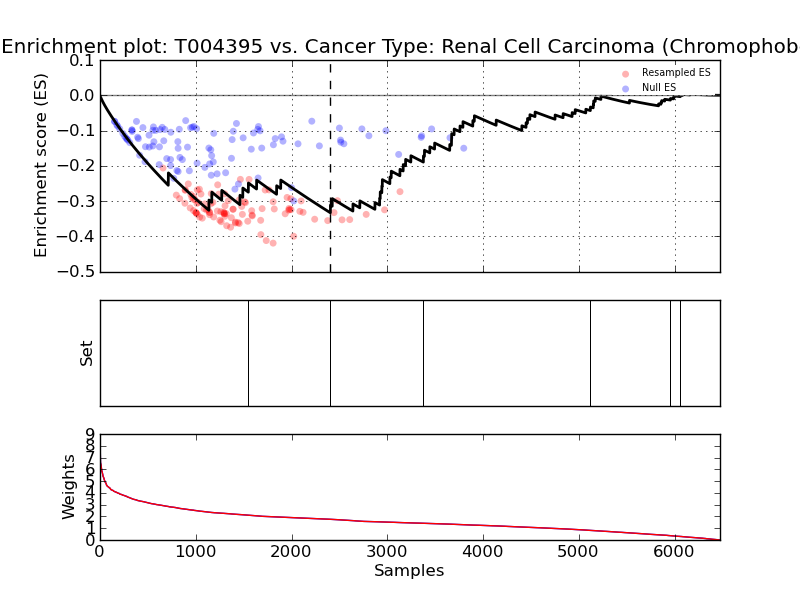 Enrichment plot: T004395 vs. Cancer Type: Renal Cell Carcinoma (Chromophob
0.1
0.0
−0.1
−0.2
−0.3
−0.4
−0.5
Enrichment score (ES)
Resampled ES
Null ES
Set
9
8
7
6
5
4
3
2
1
0
Weights
0 1000 2000 3000 4000 5000 6000
Samples